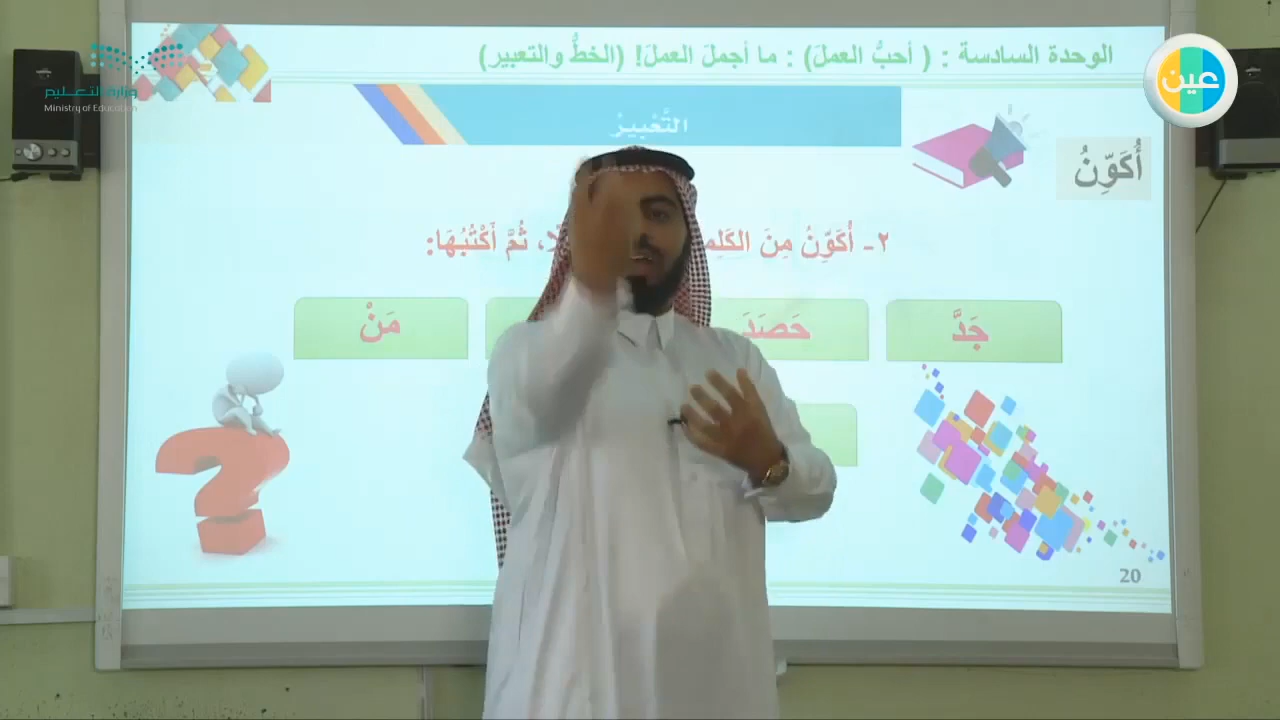 الوحدة السادسة : ( أحبُّ العملَ) : ما أجملَ العملَ! (الخطُّ والتعبير)
عين
وزارة التعليم
Ministry of Education
التَّعْبِيرُ
أُكَوِّنُ
٢- أُكَوِّنُ مِنَ ثُمَّ أَكْتُبُهَا:
جَدَّ
حَصَدَ
مَنْ
20